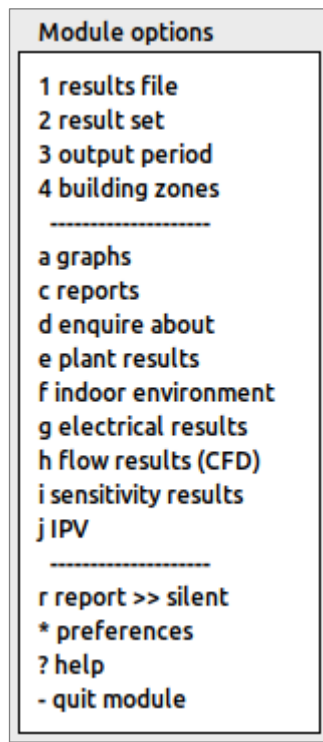 Module options
1 results file
2 result set
3 output period
4 building zones
--------------------
a graphs
c reports
d enquire about
e plant results
f indoor environment
g electrical results
h flow results (CFD)
i sensitivity results
j IPV
--------------------
r report >> silent
* preferences
? help
- quit module